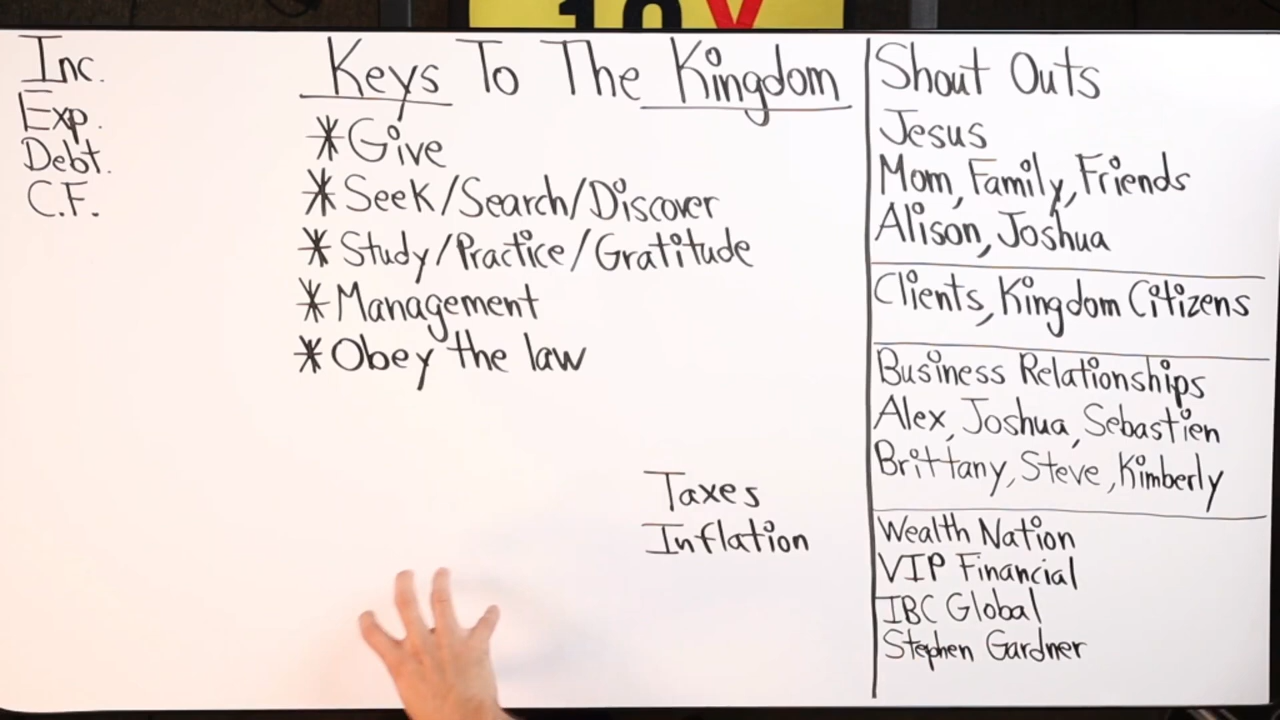 10X
Inc.
Exp.
Debt.
C.F.
Keys To The Kingdom
*Give
*Seek/Search/Discover
*Study/Practice/Gratitude
*Management
*Obey the law
Taxes
Inflation
Shout Outs
Jesus
Mom, Family, Friends
Alison, Joshua
Clients, Kingdom Citizens
Business Relationships
Alex, Joshua, Sebastien
Brittany, Steve, Kimberly
Wealth Nation
VIP Financial
IBC Global
Stephen Gardner